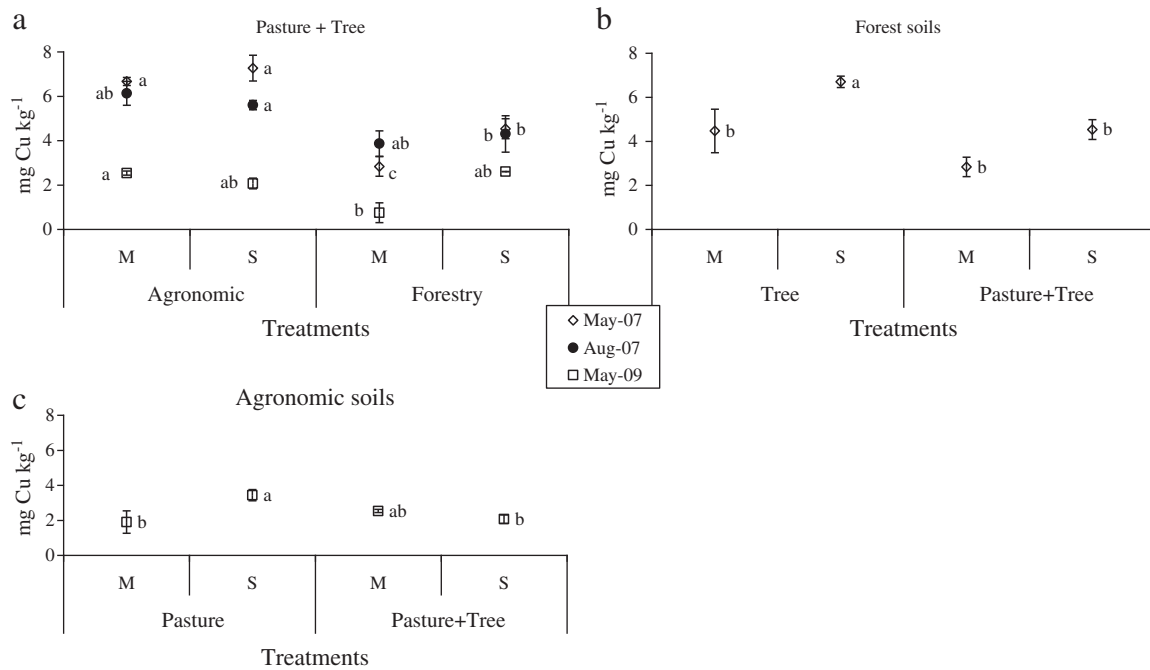 a
Pasture + Tree
8
6
4
2
0
mg Cu kg-1
a
ab
a
a
a
ab
ab
c
b
b b
ab
M S M S
Agronomic Forestry
Treatments
b
Forest soils
8
6
4
2
0
mg Cu kg-1
b
a
b
b
M S M S
Tree Pasture+Tree
Treatments
May-07
Aug-07
May-09
c
Agronomic soils
8
6
4
2
0
mg Cu kg-1
b
a
ab
b
M S M S
Pasture Pasture+Tree
Treatments